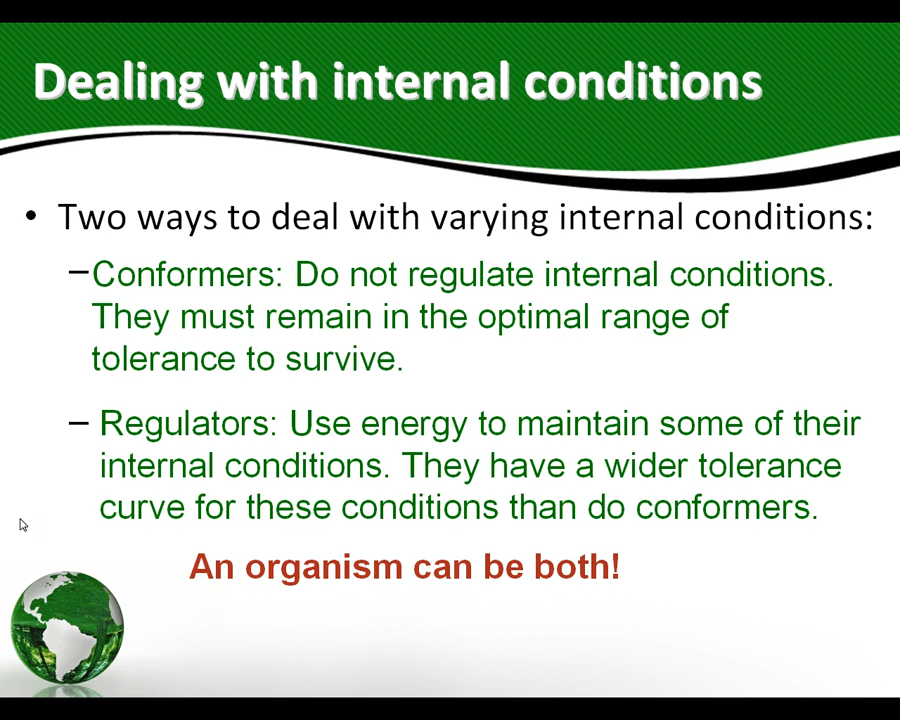 Dealing with internal conditions
• Two ways to deal with varying internal conditions:
–Conformers: Do not regulate internal conditions.
They must remain in the optimal range of
tolerance to survive.
– Regulators: Use energy to maintain some of their
internal conditions. They have a wider tolerance
curve for these conditions than do conformers.
An organism can be both!